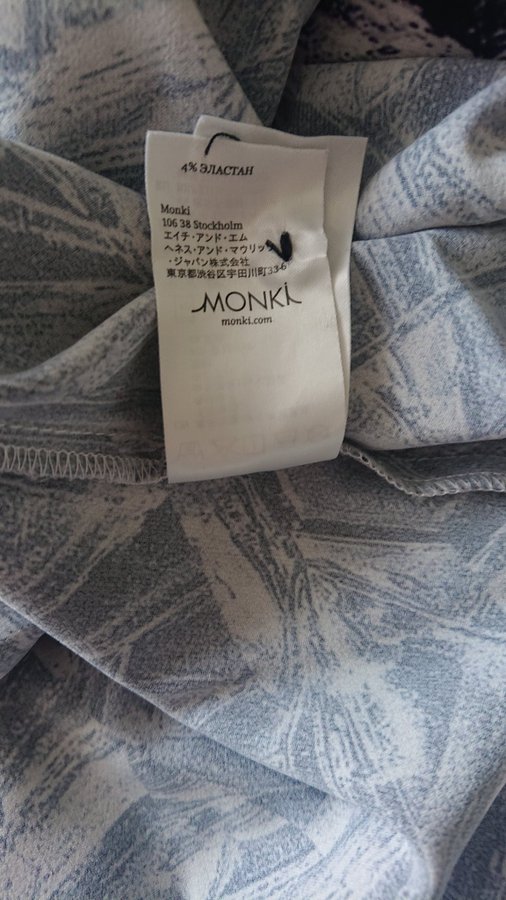 4% ЭЛАСТАН
Monki
106 38 Stockholm
エイチ・アンド・エム
ヘネス・アンド・マウリッツ
・ジャパン株式会社
東京都渋谷区宇田川町33-6
MONKI
monki.com